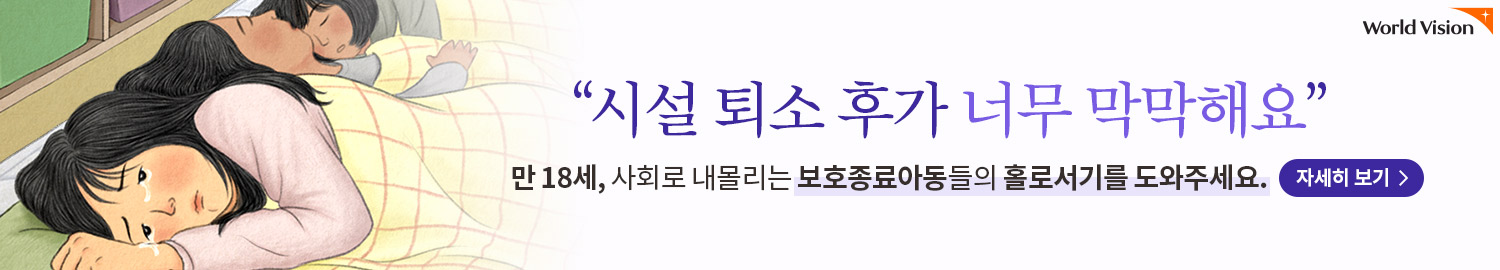 World Vision
“시설 퇴소 후가 너무 막막해요”
만 18세, 사회로 내몰리는 보호종료아동들의 홀로서기를 도와주세요.
자세히 보기